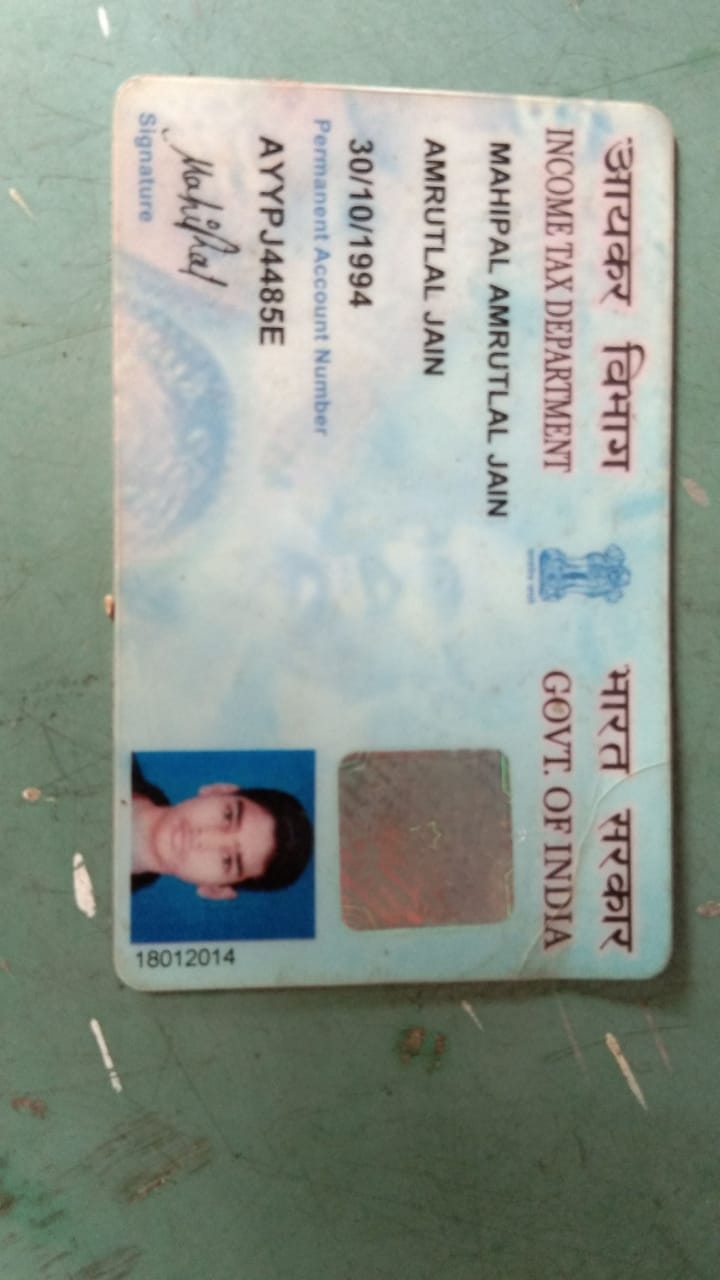 आयकर विभाग भारत सरकार
INCOME TAX DEPARTMENT GOVT. OF INDIA
MAHIPAL AMRUTLAL JAIN
AMRUTLAL JAIN
30/10/1994
Permanent Account Number
AYYPJ4485E
Mahipal
Signature
18012014